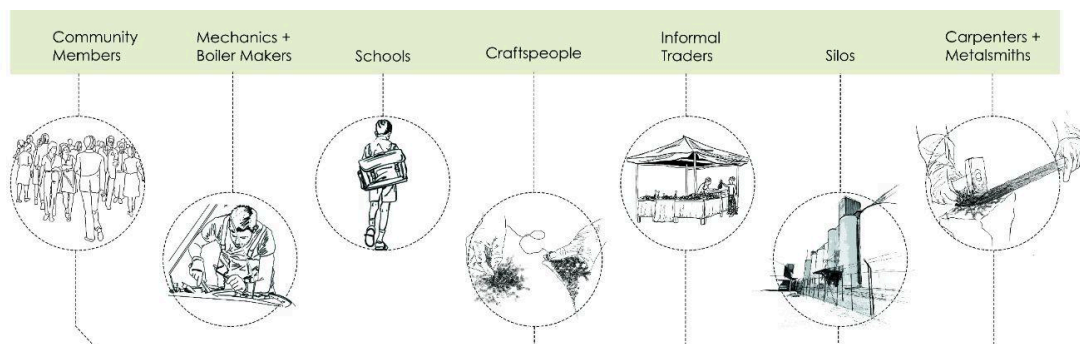 Community
Members
Mechanics +
Boiler Makers
Schools
Craftspeople
Informal
Traders
Silos
Carpenters +
Metalsmiths